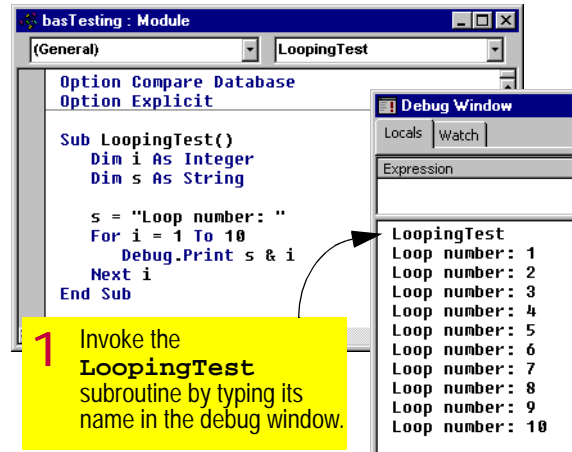 basTesting : Module
(General)
LoopingTest
Option Compare Database
Option Explicit
Sub LoopingTest()
Dim i As Integer
Dim s As String
s = "Loop number: "
For i = 1 To 10
Debug.Print s & i
Next i
End Sub
Debug Window
Locals
Watch
Expression
LoopingTest
Loop number: 1
Loop number: 2
Loop number: 3
Loop number: 4
Loop number: 5
Loop number: 6
Loop number: 7
Loop number: 8
Loop number: 9
Loop number: 10
1
Invoke the
LoopingTest
subroutine by typing its
name in the debug window.